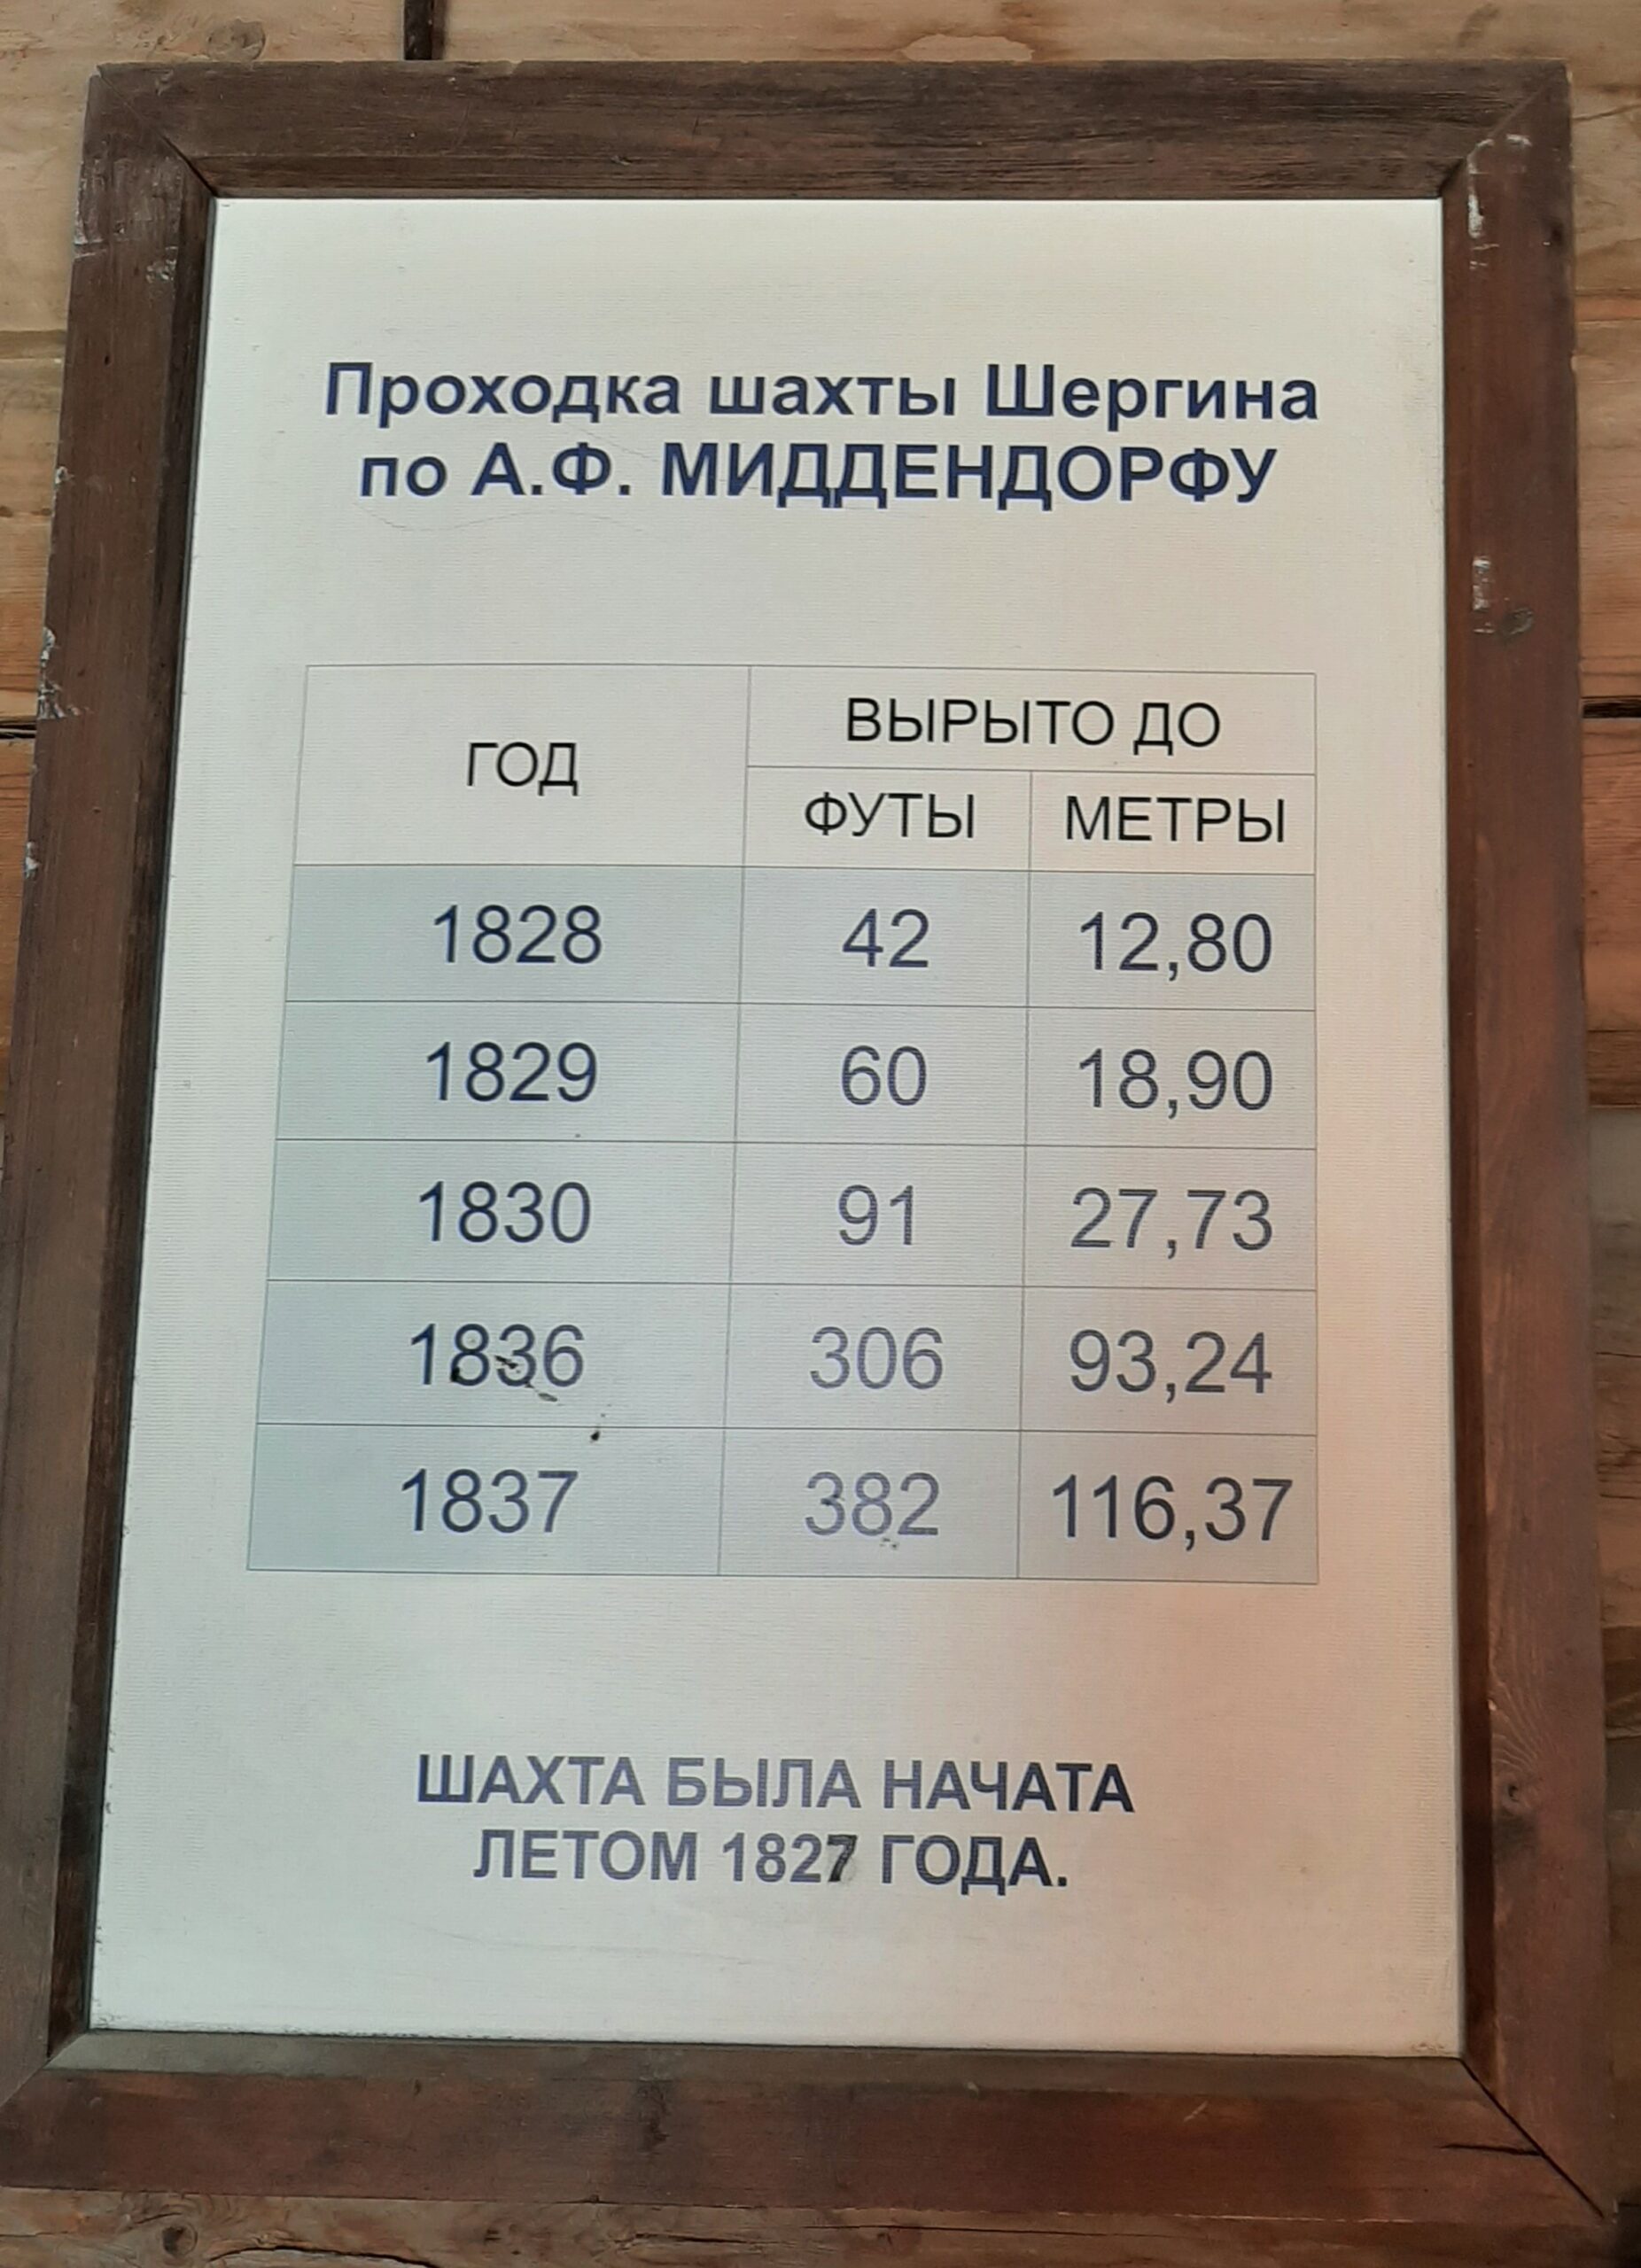 Проходка шахты Шергина
по А.Ф. МИДДЕНДОРФУ
ГОД ВЫРЫТО ДО
ФУТЫ МЕТРЫ
1828 42 12,80
1829 60 18,90
1830 91 27,73
1836 306 93,24
1837 382 116,37
ШАХТА БЫЛА НАЧАТА
ЛЕТОМ 1827 ГОДА.